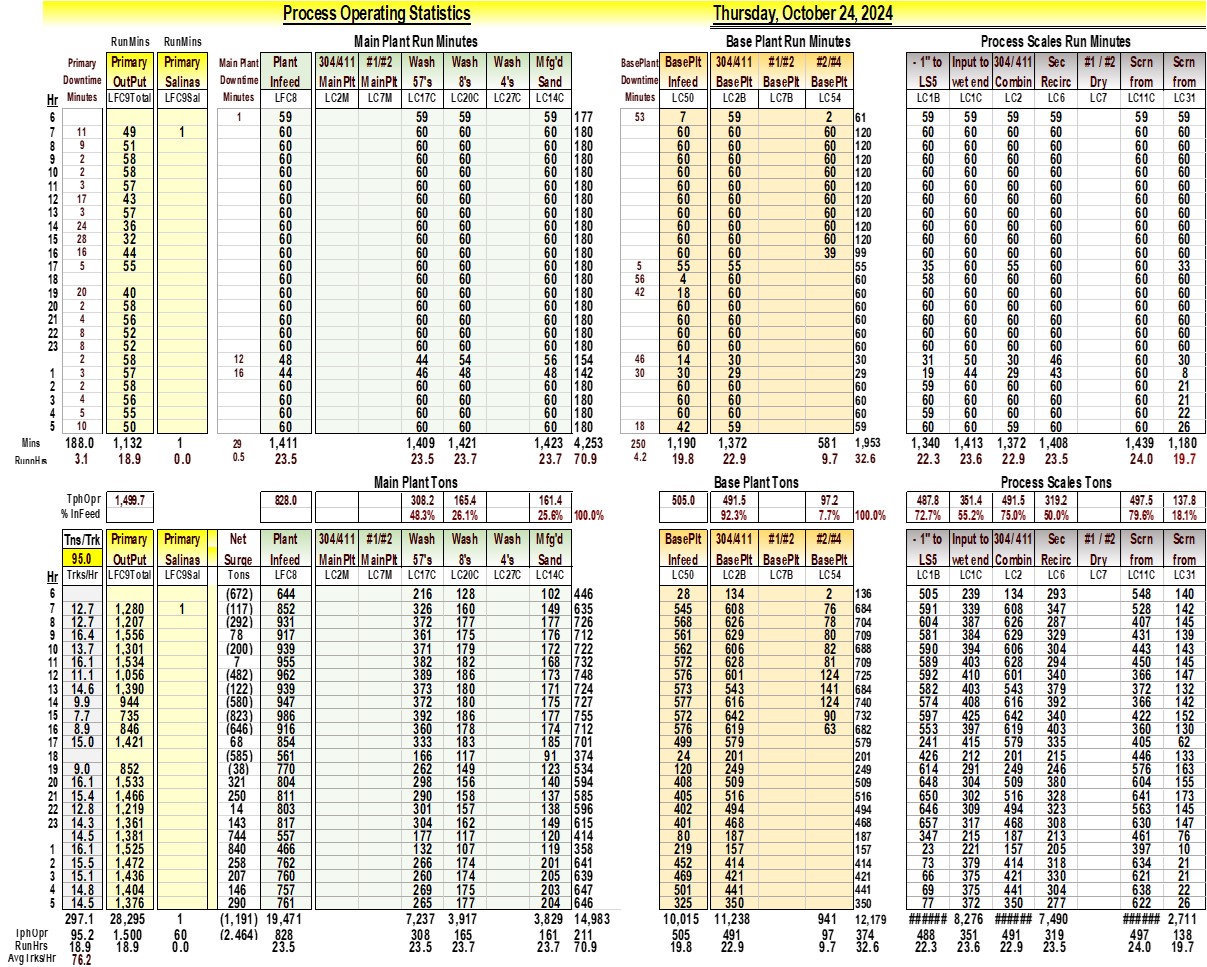 Process Operating Statistics Thursday, October 24, 2024
RunMins RunMins Main Plant Run Minutes Base Plant Run Minutes Process Scales Run Minutes
Primary Primary Primary Main Plant Plant 304/411 #1/#2 Wash Wash Wash Mfg'd BasePlant BasePlt 304/411 #1/#2 #2/#4 - 1" to Input to 304/411 Sec #1 / #2 Scrn Scrn
Downtime OutPut Salinas Downtime Infeed MainPlt MainPlt 57's 8's 4's Sand Downtime Infeed BasePlt BasePlt BasePlt LS5 wet end Combin Recirc Dry from from
Hr Minutes LFC9Total LFC9Sal Minutes LFC8 LC2M LC7M LC17C LC20C LC27C LC14C Minutes LC50 LC2B LC7B LC54 LC1B LC1C LC2 LC6 LC7 LC11C LC31
6 1 59 59 59 59 177 53 7 59 2 61 59 59 59 59 59 59
7 11 49 1 60 60 60 60 180 60 60 60 120 60 60 60 60 60 60
8 9 51 60 60 60 60 180 60 60 60 120 60 60 60 60 60 60
9 2 58 60 60 60 60 180 60 60 60 120 60 60 60 60 60 60
10 2 58 60 60 60 60 180 60 60 60 120 60 60 60 60 60 60
11 3 57 60 60 60 60 180 60 60 60 120 60 60 60 60 60 60
12 17 43 60 60 60 60 180 60 60 60 120 60 60 60 60 60 60
13 3 57 60 60 60 60 180 60 60 60 120 60 60 60 60 60 60
14 24 36 60 60 60 60 180 60 60 60 120 60 60 60 60 60 60
15 28 32 60 60 60 60 180 60 60 60 120 60 60 60 60 60 60
16 16 44 60 60 60 60 180 60 60 39 99 60 60 60 60 60 60
17 5 55 60 60 60 60 180 5 55 55 55 35 60 55 60 60 33
18 60 60 60 60 180 56 4 60 60 58 60 60 60 60 60
19 20 40 60 60 60 60 180 42 18 60 60 60 60 60 60 60 60
20 2 58 60 60 60 60 180 60 60 60 60 60 60 60 60 60
21 4 56 60 60 60 60 180 60 60 60 60 60 60 60 60 60
22 8 52 60 60 60 60 180 60 60 60 60 60 60 60 60 60
23 8 52 60 60 60 60 180 60 60 60 60 60 60 60 60 60
2 58 12 48 44 54 56 154 46 14 30 30 31 50 30 46 60 30
1 3 57 16 44 46 48 48 142 30 30 29 29 19 44 29 43 60 8
2 2 58 60 60 60 60 180 60 60 60 59 60 60 60 60 21
3 4 56 60 60 60 60 180 60 60 60 60 60 60 60 60 21
4 5 55 60 60 60 60 180 60 60 60 59 60 60 60 60 22
5 10 50 60 60 60 60 180 18 42 59 59 60 60 59 60 60 26
Mins 188.0 1,132 1 29 1,411 1,409 1,421 1,423 4,253 250 1,190 1,372 581 1,953 1,340 1,413 1,372 1,408 1,439 1,180
RunnHrs 3.1 18.9 0.0 0.5 23.5 23.5 23.7 23.7 70.9 4.2 19.8 22.9 9.7 32.6 22.3 23.6 22.9 23.5 24.0 19.7
Main Plant Tons Base Plant Tons Process Scales Tons
TphOpr 1,499.7 828.0 308.2 165.4 161.4 505.0 491.5 97.2 487.8 351.4 491.5 319.2 497.5 137.8
% InFeed 48.3% 26.1% 25.6% 100.0% 92.3% 7.7% 100.0% 72.7% 55.2% 75.0% 50.0% 79.6% 18.1%
Tns/Trk Primary Primary Net Plant 304/411 #1/#2 Wash Wash Wash Mfg'd BasePlt 304/411 #1/#2 #2/#4 - 1" to Input to 304/411 Sec #1 / #2 Scrn Scrn
95.0 OutPut Salinas Surge Infeed MainPlt MainPlt 57's 8's 4's Sand Infeed BasePlt BasePlt BasePlt LS5 wet end Combin Recirc Dry from from
Hr Trks/Hr LFC9Total LFC9Sal Tons LFC8 LC2M LC7M LC17C LC20C LC27C LC14C LC50 LC2B LC7B LC54 LC1B LC1C LC2 LC6 LC7 LC11C LC31
6 (672) 644 216 128 102 446 28 134 2 136 505 239 134 293 548 140
7 12.7 1,280 1 (117) 852 326 160 149 635 545 608 76 684 591 339 608 347 528 142
8 12.7 1,207 (292) 931 372 177 177 726 568 626 78 704 604 387 626 287 407 145
9 16.4 1,556 78 917 361 175 176 712 561 629 80 709 581 384 629 329 431 139
10 13.7 1,301 (200) 939 371 179 172 722 562 606 82 688 590 394 606 304 443 143
11 16.1 1,534 7 955 382 182 168 732 572 628 81 709 589 403 628 294 450 145
12 11.1 1,056 (482) 962 389 186 173 748 576 601 124 725 592 410 601 340 366 147
13 14.6 1,390 (122) 939 373 180 171 724 573 543 141 684 582 403 543 379 372 132
14 9.9 944 (580) 947 372 180 175 727 577 616 124 740 574 408 616 392 366 142
15 7.7 735 (823) 986 392 186 177 755 572 642 90 732 597 425 642 340 422 152
16 8.9 846 (646) 916 360 178 174 712 576 619 63 682 553 397 619 403 360 130
17 15.0 1,421 68 854 333 183 185 701 499 579 579 241 415 579 335 405 62
18 (585) 561 166 117 91 374 24 201 201 426 212 201 215 446 133
19 9.0 852 (38) 770 262 149 123 534 120 249 249 614 291 249 246 576 163
20 16.1 1,533 321 804 298 156 140 594 408 509 509 648 304 509 380 604 155
21 15.4 1,466 250 811 290 158 137 585 405 516 516 650 302 516 328 641 173
22 12.8 1,219 14 803 301 157 138 596 402 494 494 646 309 494 323 563 145
23 14.3 1,361 143 817 304 162 149 615 401 468 468 657 317 468 308 630 147
14.5 1,381 744 557 177 117 120 414 80 187 187 347 215 187 213 461 76
1 16.1 1,525 840 466 132 107 119 358 219 157 157 23 221 157 205 397 10
2 15.5 1,472 258 762 266 174 201 641 452 414 414 73 379 414 318 634 21
3 15.1 1,436 207 760 260 174 205 639 469 421 421 66 375 421 330 621 21
4 14.8 1,404 146 757 269 175 203 647 501 441 441 69 375 441 304 638 22
5 14.5 1,376 290 761 265 176 204 646 325 350 350 77 372 350 277 622 26
297.1 28,295 1 (1,191) 19,471 7,237 3,917 3,829 14,983 10,015 11,238 941 12,179 ###### 8,276 ###### 7,490 ###### 2,711
TphOpr 95.2 1,500 60 (2.464) 828 308 165 161 211 505 491 97 374 488 351 491 319 497 138
RunHrs 18.9 18.9 0.0 23.5 23.5 23.7 23.7 70.9 19.8 22.9 9.7 32.6 22.3 23.6 22.9 23.5 24.0 19.7
AvgTrks/Hr 76.2